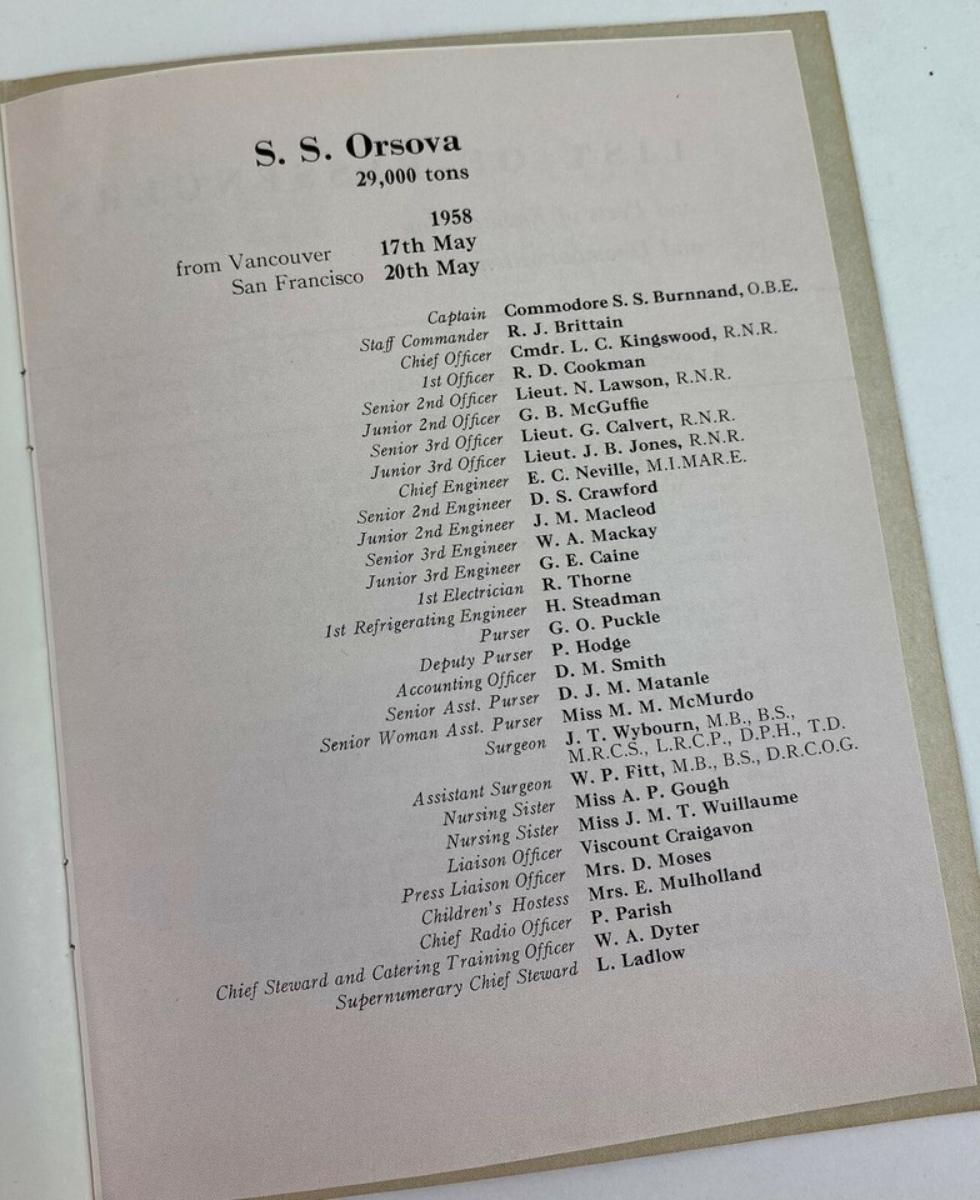 S. S. Orsova
29,000 tons
1958
from Vancouver 17th May
San Francisco 20th May
Captain Commodore S. S. Burnnand, O.B.E.
Staff Commander R. J. Brittain
Chief Officer Cmdr. L. C. Kingswood, R.N.R.
1st Officer R. D. Cookman
Senior 2nd Officer Lieut. N. Lawson, R.N.R.
Junior 2nd Officer G. B. McGuffie
Senior 3rd Officer Lieut. G. Calvert, R.N.R.
Junior 3rd Officer Lieut. J. B. Jones, R.N.R.
Chief Engineer E. C. Neville, M.I.MAR.E.
Senior 2nd Engineer D. S. Crawford
Junior 2nd Engineer J. M. Macleod
Senior 3rd Engineer W. A. Mackay
Junior 3rd Engineer G. E. Caine
1st Electrician R. Thorne
1st Refrigerating Engineer H. Steadman
Purser G. O. Puckle
Deputy Purser P. Hodge
Accounting Officer D. M. Smith
Senior Asst. Purser D. J. M. Matanle
Senior Woman Asst. Purser Miss M. M. McMurdo
Surgeon J. T. Wybourn, M.B., B.S.,
M.R.C.S., L.R.C.P., D.P.H., T.D.
Assistant Surgeon W. P. Fitt, M.B., B.S., D.R.C.O.G.
Nursing Sister Miss A. P. Gough
Nursing Sister Miss J. M. T. Wuillaume
Liaison Officer Viscount Craigavon
Press Liaison Officer Mrs. D. Moses
Children's Hostess Mrs. E. Mulholland
Chief Radio Officer P. Parish
Chief Steward and Catering Training Officer W. A. Dyter
Supernumerary Chief Steward L. Ladlow